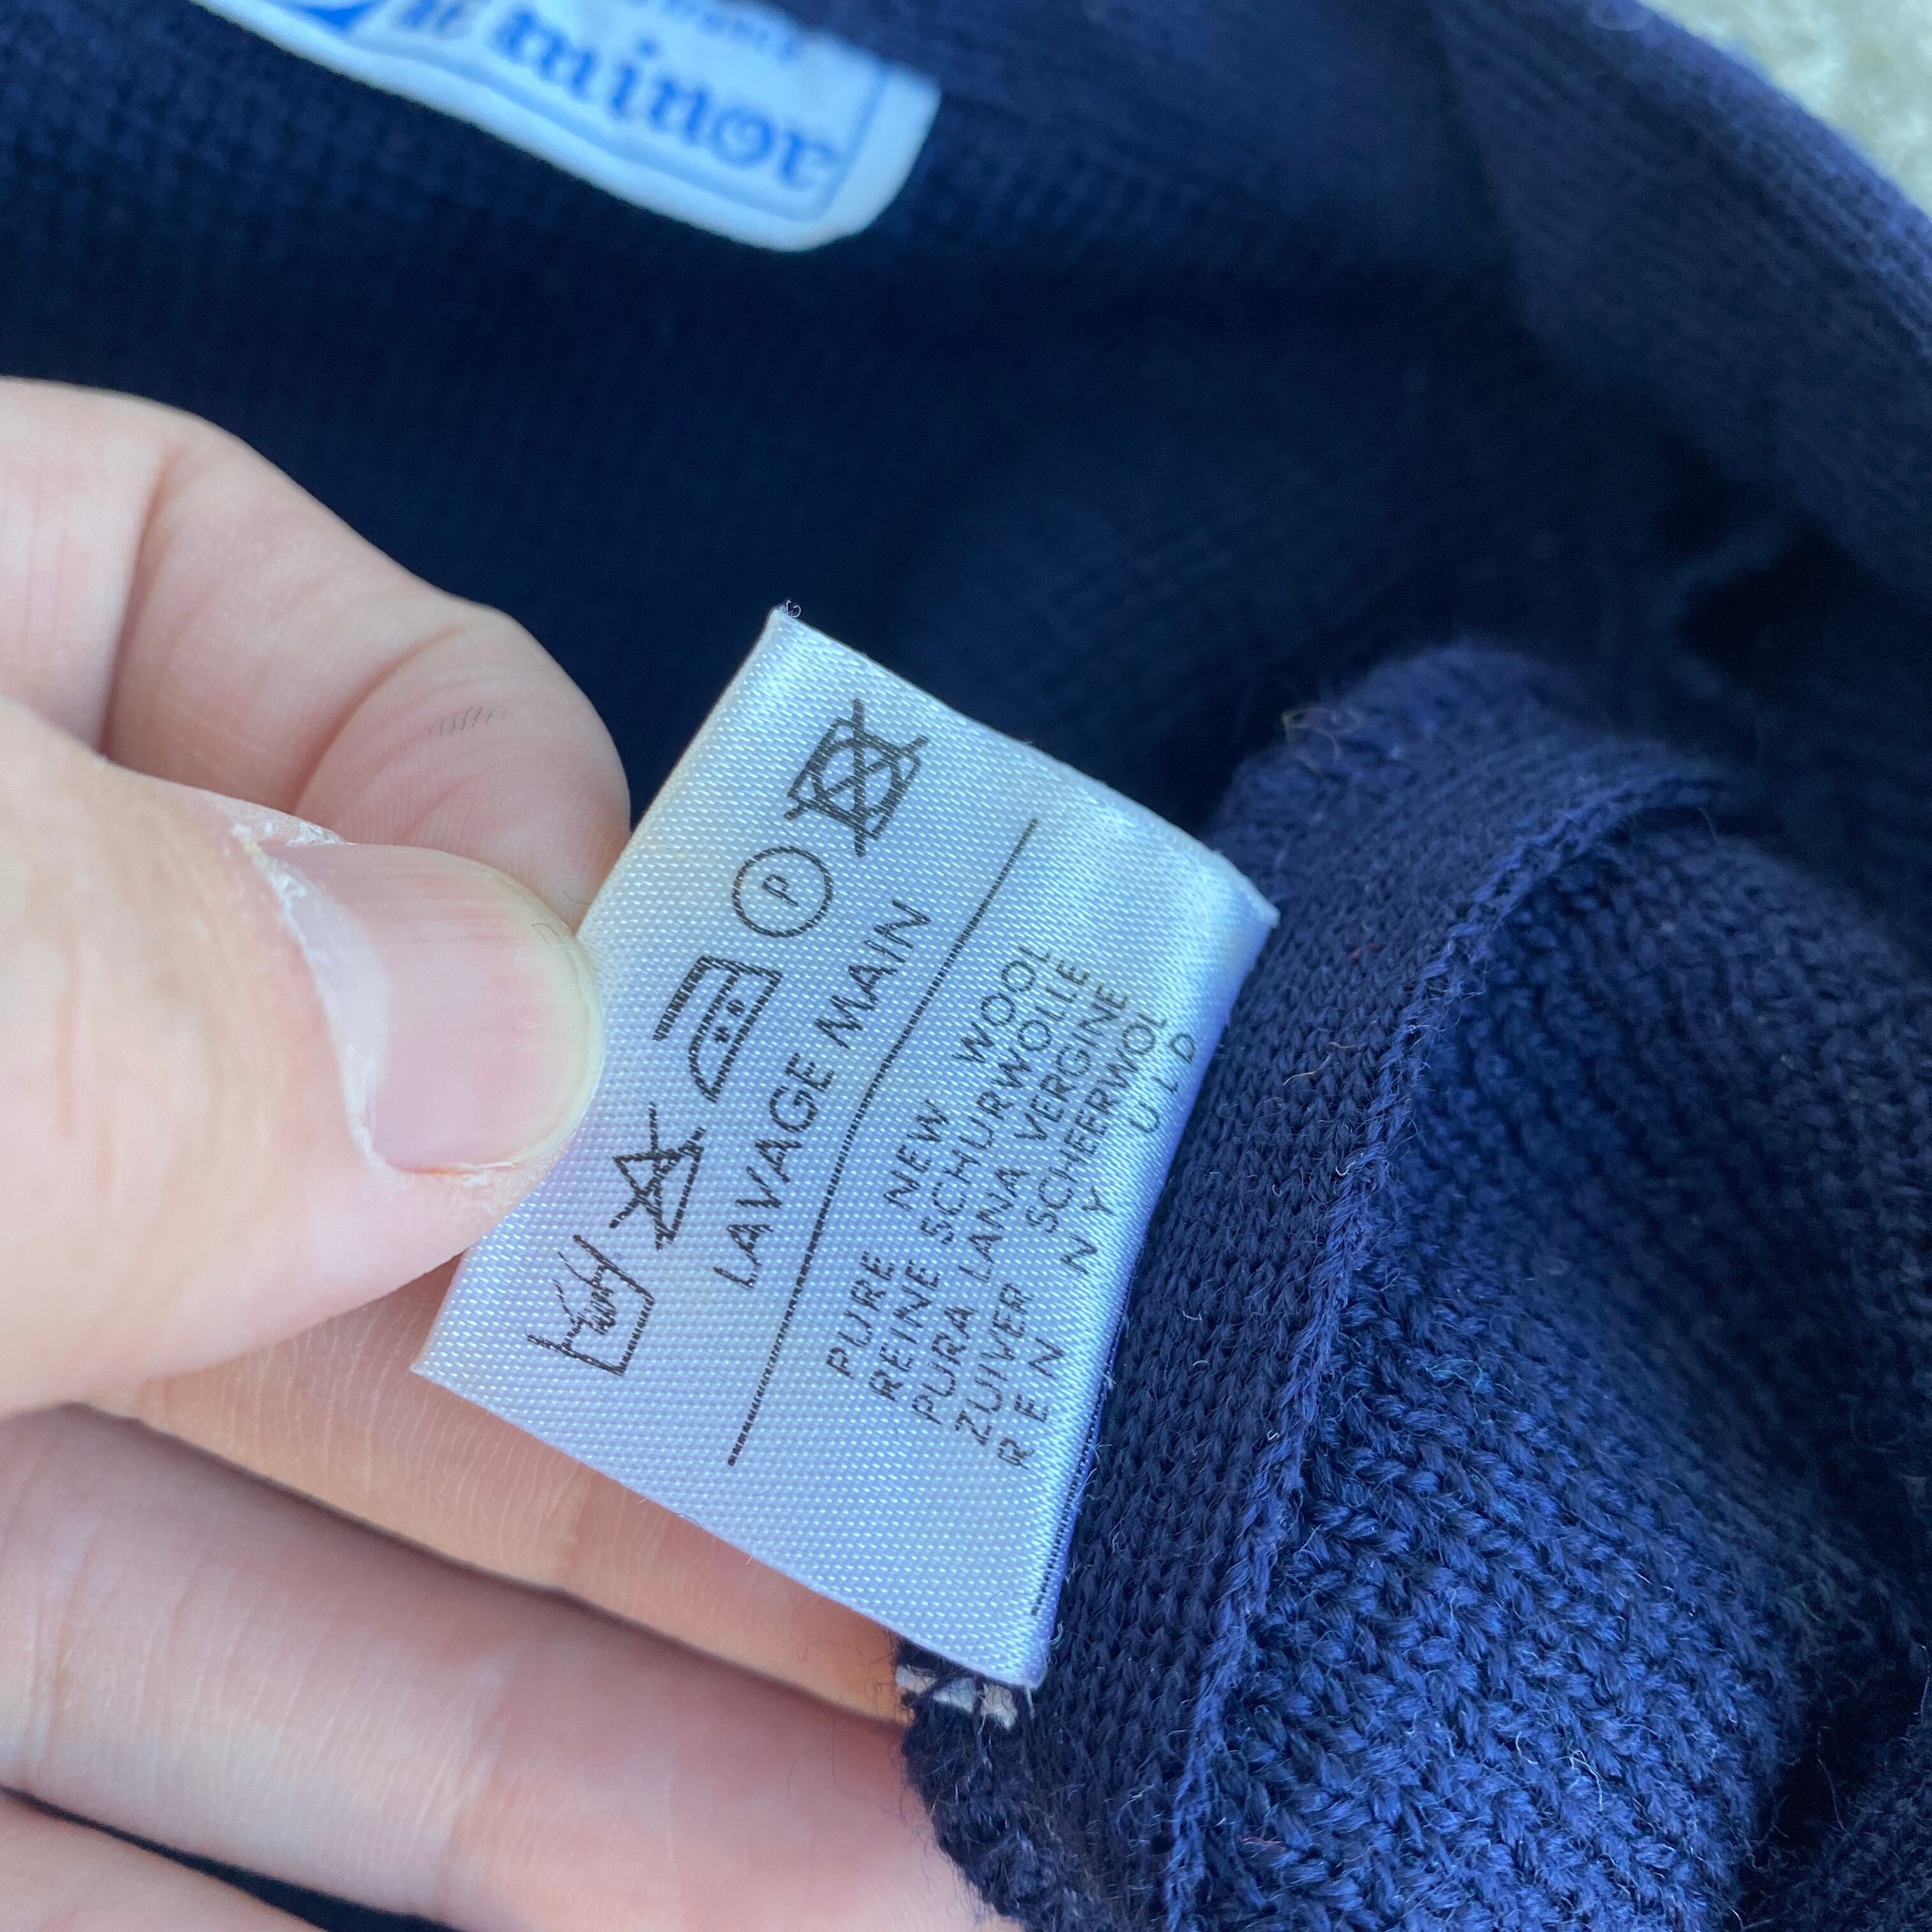 minor
P
LAVAGE MAIN
PURE NEW WOOL
REINE SCHURWOLLE
PURA LANA VERGINE
ZUIVER SCHEERWOL
REN NY ULD